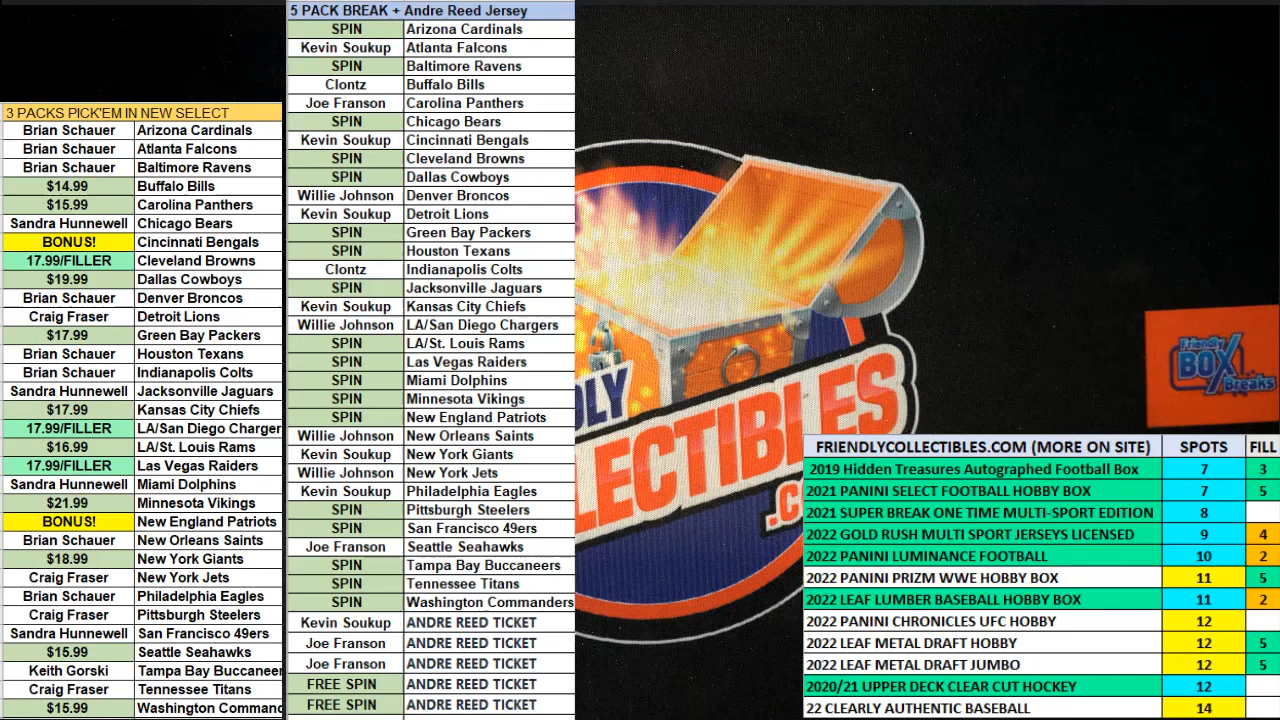 3 PACKS PICK'EM IN NEW SELECT
Brian Schauer Arizona Cardinals
Brian Schauer Atlanta Falcons
Brian Schauer Baltimore Ravens
$14.99 Buffalo Bills
$15.99 Carolina Panthers
Sandra Hunnewell Chicago Bears
BONUS! Cincinnati Bengals
17.99/FILLER Cleveland Browns
$19.99 Dallas Cowboys
Brian Schauer Denver Broncos
Craig Fraser Detroit Lions
$17.99 Green Bay Packers
Brian Schauer Houston Texans
Brian Schauer Indianapolis Colts
Sandra Hunnewell Jacksonville Jaguars
$17.99 Kansas City Chiefs
17.99/FILLER LA/San Diego Charger
$16.99 LA/St. Louis Rams
17.99/FILLER Las Vegas Raiders
Sandra Hunnewell Miami Dolphins
$21.99 Minnesota Vikings
BONUS! New England Patriots
Brian Schauer New Orleans Saints
$18.99 New York Giants
Craig Fraser New York Jets
Brian Schauer Philadelphia Eagles
Craig Fraser Pittsburgh Steelers
Sandra Hunnewell San Francisco 49ers
$15.99 Seattle Seahawks
Keith Gorski Tampa Bay Buccaneer
Craig Fraser Tennessee Titans
$15.99 Washington Command
5 PACK BREAK + Andre Reed Jersey
SPIN Arizona Cardinals
Kevin Soukup Atlanta Falcons
SPIN Baltimore Ravens
Clontz Buffalo Bills
Joe Franson Carolina Panthers
SPIN Chicago Bears
Kevin Soukup Cincinnati Bengals
SPIN Cleveland Browns
SPIN Dallas Cowboys
Willie Johnson Denver Broncos
Kevin Soukup Detroit Lions
SPIN Green Bay Packers
SPIN Houston Texans
Clontz Indianapolis Colts
SPIN Jacksonville Jaguars
Kevin Soukup Kansas City Chiefs
Willie Johnson LA/San Diego Chargers
SPIN LA/St. Louis Rams
SPIN Las Vegas Raiders
SPIN Miami Dolphins
SPIN Minnesota Vikings
SPIN New England Patriots
Willie Johnson New Orleans Saints
Kevin Soukup New York Giants
Willie Johnson New York Jets
Kevin Soukup Philadelphia Eagles
SPIN Pittsburgh Steelers
SPIN San Francisco 49ers
Joe Franson Seattle Seahawks
SPIN Tampa Bay Buccaneers
SPIN Tennessee Titans
SPIN Washington Commanders
Kevin Soukup ANDRE REED TICKET
Joe Franson ANDRE REED TICKET
Joe Franson ANDRE REED TICKET
FREE SPIN ANDRE REED TICKET
FREE SPIN ANDRE REED TICKET
DLY
LECTIBLES
.C
Friendly
BOX
Breaks
FRIENDLYCOLLECTIBLES.COM (MORE ON SITE) SPOTS FILL
2019 Hidden Treasures Autographed Football Box 7 3
2021 PANINI SELECT FOOTBALL HOBBY BOX 7 5
2021 SUPER BREAK ONE TIME MULTI-SPORT EDITION 8
2022 GOLD RUSH MULTI SPORT JERSEYS LICENSED 9 4
2022 PANINI LUMINANCE FOOTBALL 10 2
2022 PANINI PRIZM WWE HOBBY BOX 11 5
2022 LEAF LUMBER BASEBALL HOBBY BOX 11 2
2022 PANINI CHRONICLES UFC HOBBY 12
2022 LEAF METAL DRAFT HOBBY 12 5
2022 LEAF METAL DRAFT JUMBO 12 5
2020/21 UPPER DECK CLEAR CUT HOCKEY 12
22 CLEARLY AUTHENTIC BASEBALL 14